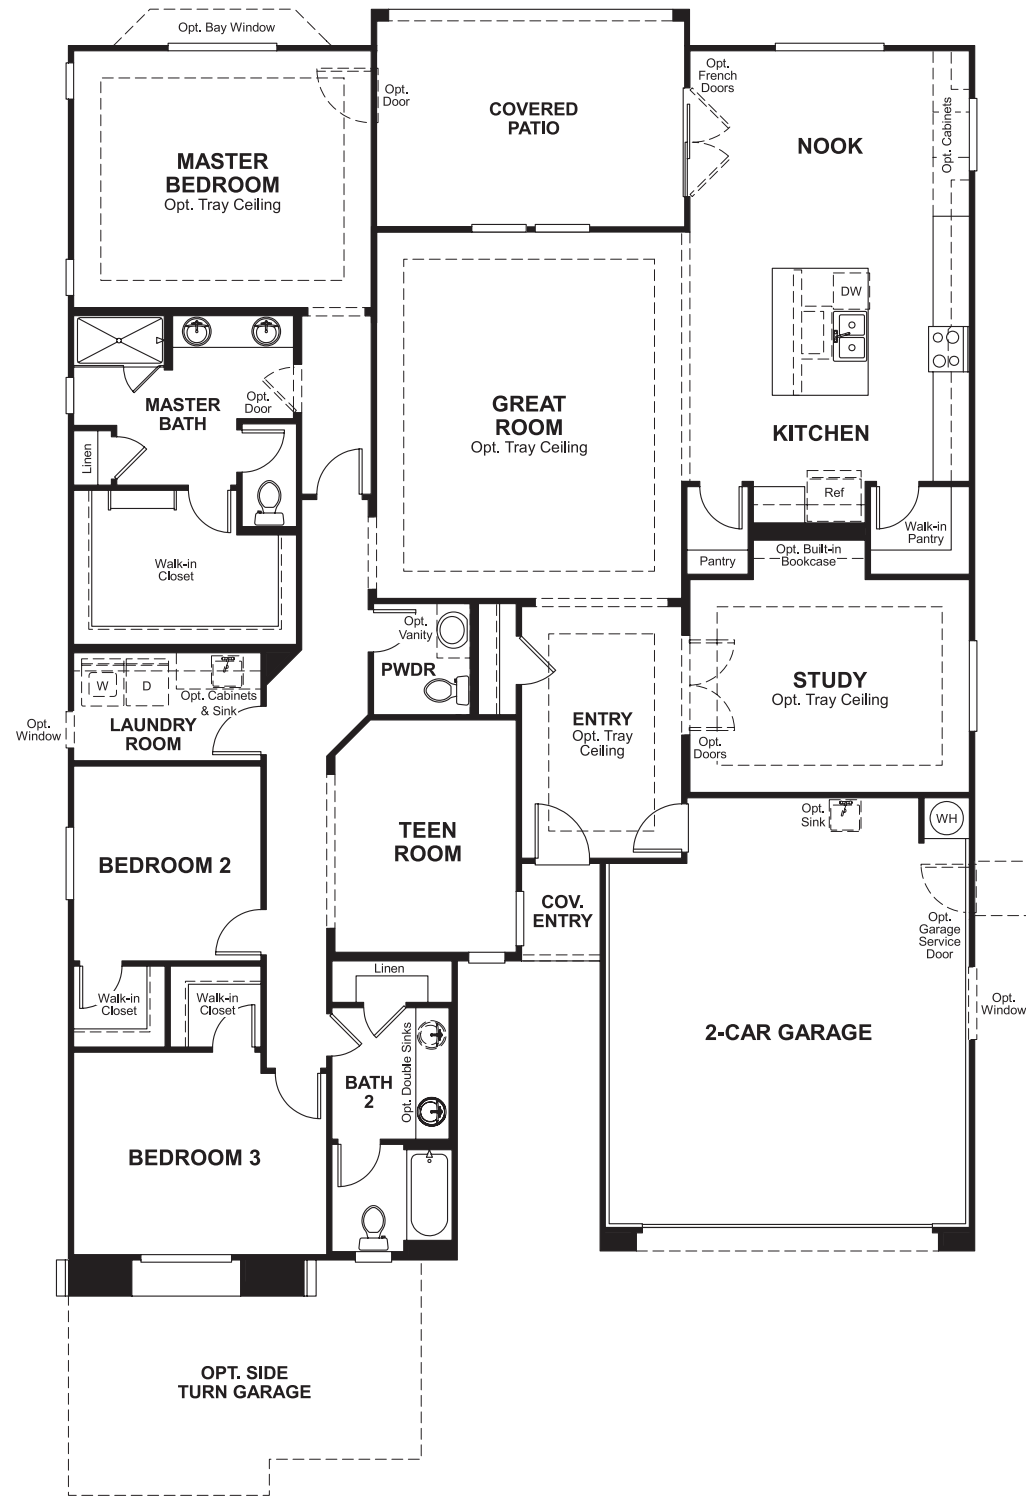 Opt. Bay Window
Opt.
Door
COVERED
PATIO
Opt.
French
Doors
NOOK
Opt. Cabinets
MASTER
BEDROOM
Opt. Tray Ceiling
DW
MASTER
BATH
Opt.
Door
Linen
GREAT
ROOM
Opt. Tray Ceiling
KITCHEN
Ref
Walk-in
Pantry
Pantry
Opt. Built-in
Bookcase
Walk-in
Closet
Opt.
Vanity
PWDR
W
D
Opt. Cabinets
& Sink
LAUNDRY
ROOM
Opt.
Window
ENTRY
Opt. Tray
Ceiling
STUDY
Opt. Tray Ceiling
Opt.
Doors
Opt.
Sink
WH
TEEN
ROOM
BEDROOM 2
COV.
ENTRY
Opt.
Garage
Service
Door
Opt.
Window
Walk-in
Closet
Walk-in
Closet
Linen
Opt. Double Sinks
BATH
2
2-CAR GARAGE
BEDROOM 3
OPT. SIDE
TURN GARAGE